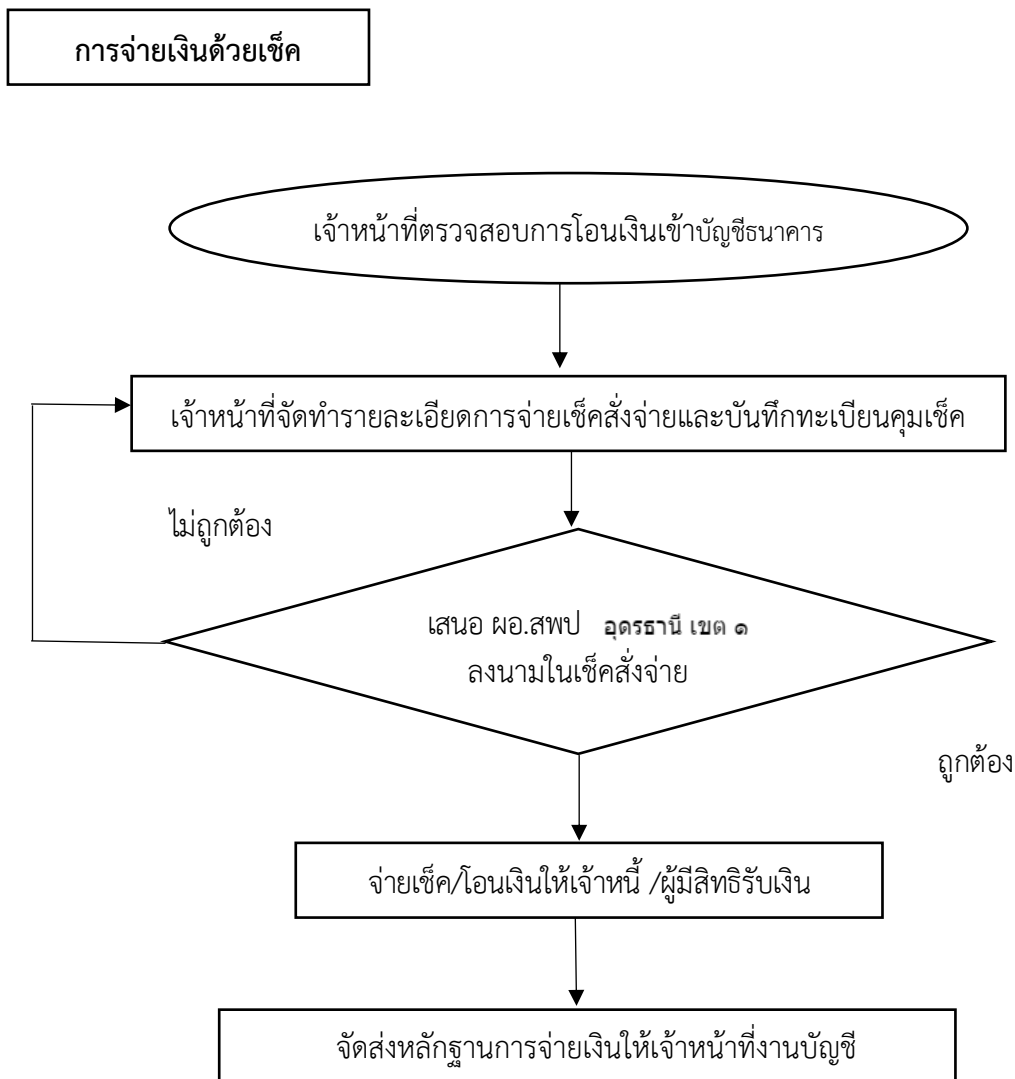 การจ่ายเงินด้วยเช็ค
เจ้าหน้าที่ตรวจสอบการโอนเงินเข้าบัญชีธนาคาร
เจ้าหน้าที่จัดทำรายละเอียดการจ่ายเช็คสั่งจ่ายและบันทึกทะเบียนคุมเช็ค
ไม่ถูกต้อง
เสนอ ผอ.สพป อุดรธานี เขต ๑
ลงนามในเช็คสั่งจ่าย
ถูกต้อง
จ่ายเช็ค/โอนเงินให้เจ้าหนี้ /ผู้มีสิทธิรับเงิน
จัดส่งหลักฐานการจ่ายเงินให้เจ้าหน้าที่งานบัญชี